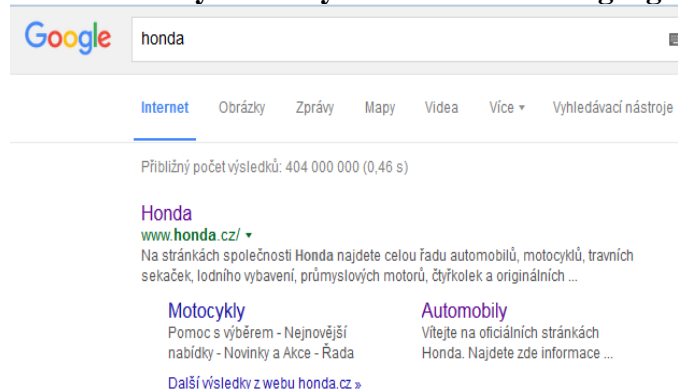 Google honda
Internet Obrázky Zprávy Mapy Videa Více ▾ Vyhledávací nástroje
Přibližný počet výsledků: 404 000 000 (0,46 s)
Honda
www.honda.cz/ ▾
Na stránkách společnosti Honda najdete celou řadu automobilů, motocyklů, travních
sekaček, lodního vybavení, průmyslových motorů, čtyřkolek a originálních ...
Motocykly Automobily
Pomoc s výběrem - Nejnovější Vítejte na oficiálních stránkách
nabídky - Novinky a Akce - Řada Honda. Najdete zde informace ...
Další výsledky z webu honda.cz »